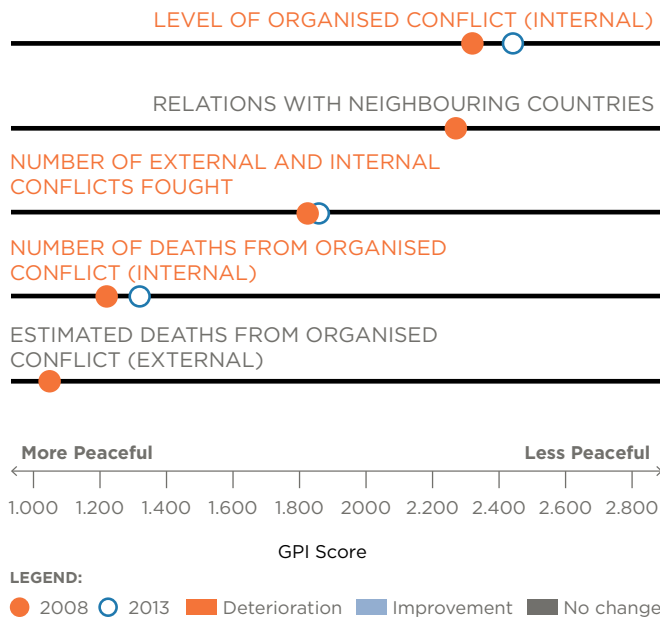 LEVEL OF ORGANISED CONFLICT (INTERNAL)
RELATIONS WITH NEIGHBOURING COUNTRIES
NUMBER OF EXTERNAL AND INTERNAL
CONFLICTS FOUGHT
NUMBER OF DEATHS FROM ORGANISED
CONFLICT (INTERNAL)
ESTIMATED DEATHS FROM ORGANISED
CONFLICT (EXTERNAL)
More Peaceful Less Peaceful
1.000 1.200 1.400 1.600 1.800 2000 2.200 2.400 2.600 2.800
GPI Score
LEGEND:
2008 2013 Deterioration Improvement No change